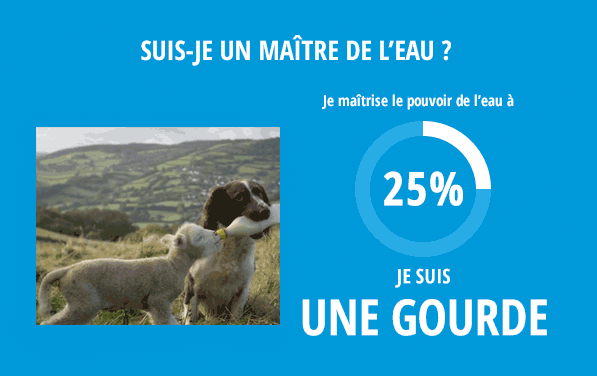 SUIS-JE UN MAÎTRE DE L’EAU ?
Je maîtrise le pouvoir de l’eau à
25%
JE SUIS
UNE GOURDE